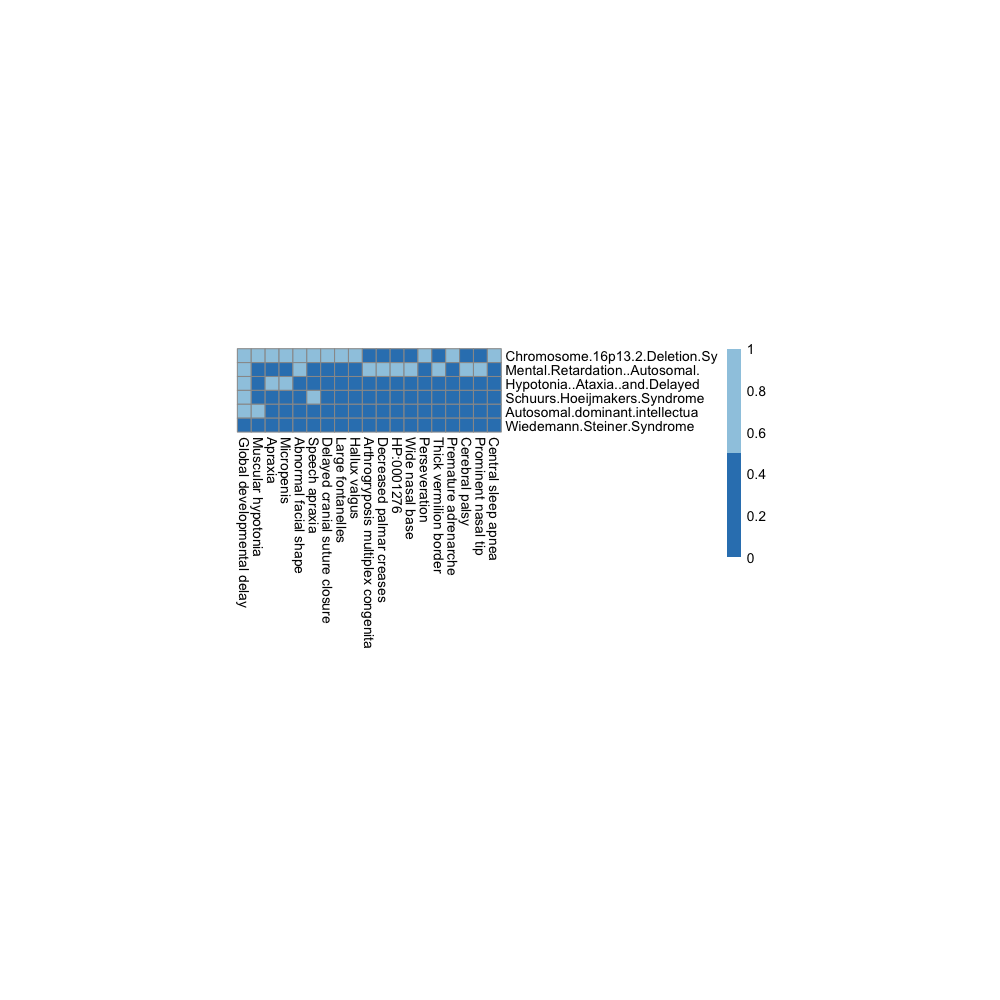 Chromosome.16p13.2.Deletion.Sy
Mental.Retardation..Autosomal.
Hypotonia..Ataxia..and.Delayed
Schuurs.Hoeijmakers.Syndrome
Autosomal.dominant.intellectua
Wiedemann.Steiner.Syndrome
Global developmental delay
Muscular hypotonia
Apraxia
Micropenis
Abnormal facial shape
Speech apraxia
Delayed cranial suture closure
Large fontanelles
Hallux valgus
Arthrogryposis multiplex congenita
Decreased palmar creases
HP:0001276
Wide nasal base
Perseveration
Thick vermilion border
Premature adrenarche
Cerebral palsy
Prominent nasal tip
Central sleep apnea
1
0.8
0.6
0.4
0.2
0